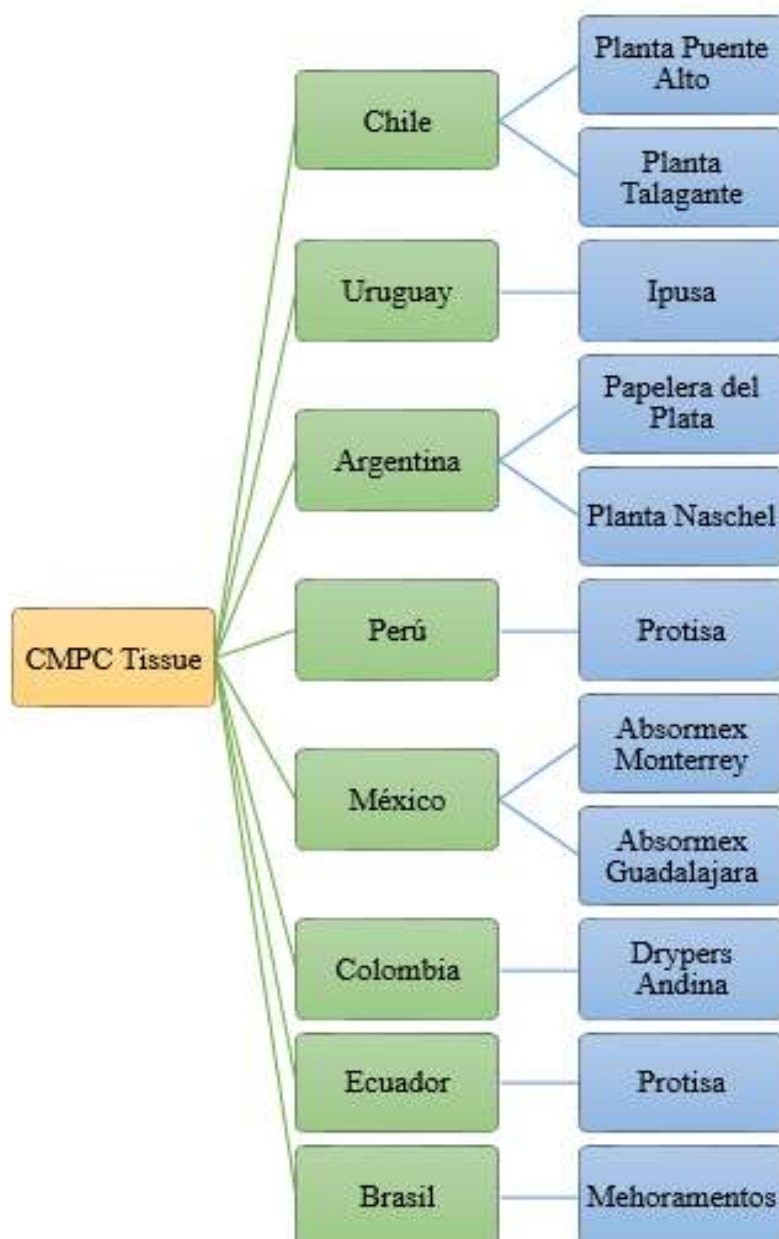 CMPC Tissue
Chile
Planta Puente
Alto
Planta
Talagante
Uruguay
Ipusa
Argentina
Papelera del
Plata
Planta Naschel
Perú
Protisa
México
Absormex
Monterrey
Absormex
Guadalajara
Colombia
Drypers
Andina
Ecuador
Protisa
Brasil
Mehoramentos